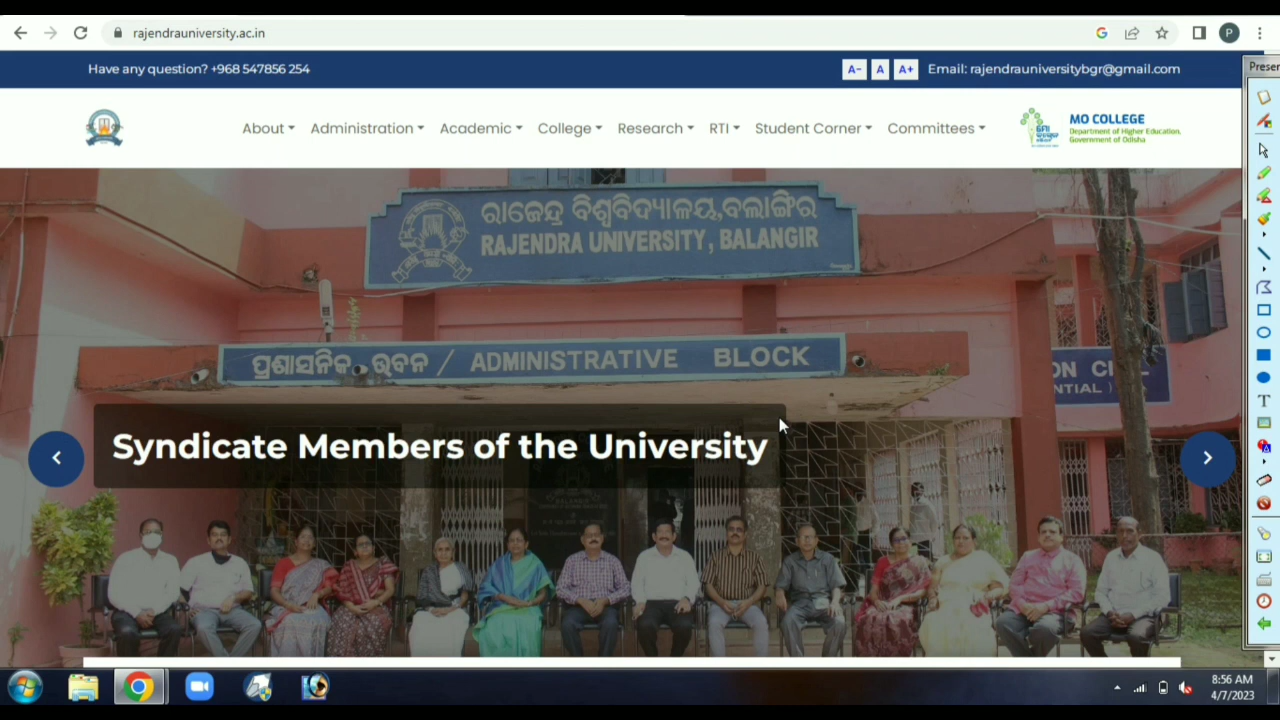 rajendrauniversity.ac.in
P
Have any question? +968 547856 254
A- A A+ Email: rajendrauniversitybgr@gmail.com
Presen
About Administration Academic College Research RTI Student Corner Committees
MO COLLEGE
Department of Higher Education,
Government of Odisha
ରାଜେନ୍ଦ୍ର ବିଶ୍ୱବିଦ୍ୟାଳୟ,ବଲାଙ୍ଗିର
RAJENDRA UNIVERSITY, BALANGIR
ପ୍ରଶାସନିକ ଭବନ / ADMINISTRATIVE BLOCK
Syndicate Members of the University
T
8:56 AM
4/7/2023